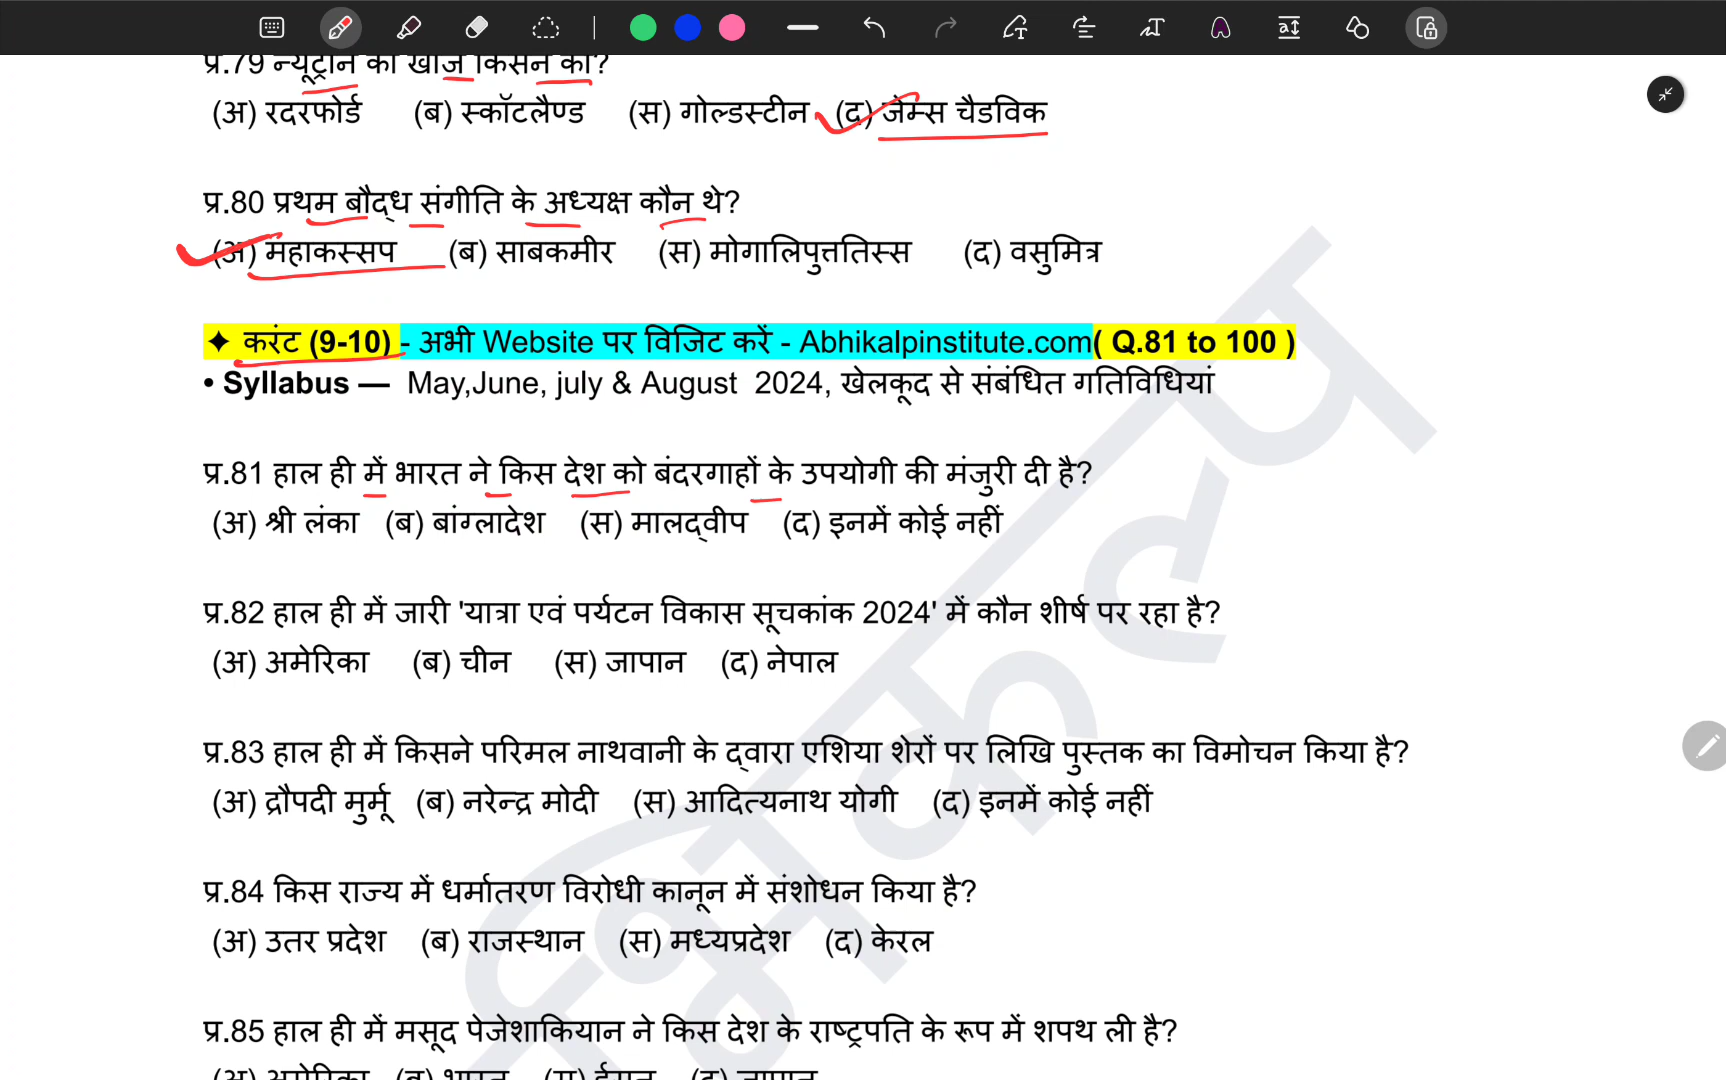 प्र.79 न्यूट्रॉन की खोज किसने की?
(अ) रदरफोर्ड (ब) स्कॉटलैण्ड (स) गोल्डस्टीन (द) जेम्स चैडविक
प्र.80 प्रथम बौद्ध संगीति के अध्यक्ष कौन थे?
(अ) महाकस्सप (ब) साबकमीर (स) मोगालिपुत्ततिस्स (द) वसुमित्र
✦ करंट (9-10) - अभी Website पर विजिट करें - Abhikalpinstitute.com( Q.81 to 100 )
• Syllabus — May,June, july & August 2024, खेलकूद से संबंधित गतिविधियां
प्र.81 हाल ही में भारत ने किस देश को बंदरगाहों के उपयोगी की मंजुरी दी है?
(अ) श्री लंका (ब) बांग्लादेश (स) मालद्वीप (द) इनमें कोई नहीं
प्र.82 हाल ही में जारी 'यात्रा एवं पर्यटन विकास सूचकांक 2024' में कौन शीर्ष पर रहा है?
(अ) अमेरिका (ब) चीन (स) जापान (द) नेपाल
प्र.83 हाल ही में किसने परिमल नाथवानी के द्वारा एशिया शेरों पर लिखि पुस्तक का विमोचन किया है?
(अ) द्रौपदी मुर्मू (ब) नरेन्द्र मोदी (स) आदित्यनाथ योगी (द) इनमें कोई नहीं
प्र.84 किस राज्य में धर्मातरण विरोधी कानून में संशोधन किया है?
(अ) उतर प्रदेश (ब) राजस्थान (स) मध्यप्रदेश (द) केरल
प्र.85 हाल ही में मसूद पेजेशाकियान ने किस देश के राष्ट्रपति के रूप में शपथ ली है?
(अ) अमेरिका (ब) भारत (स) ईरान (द) जापान